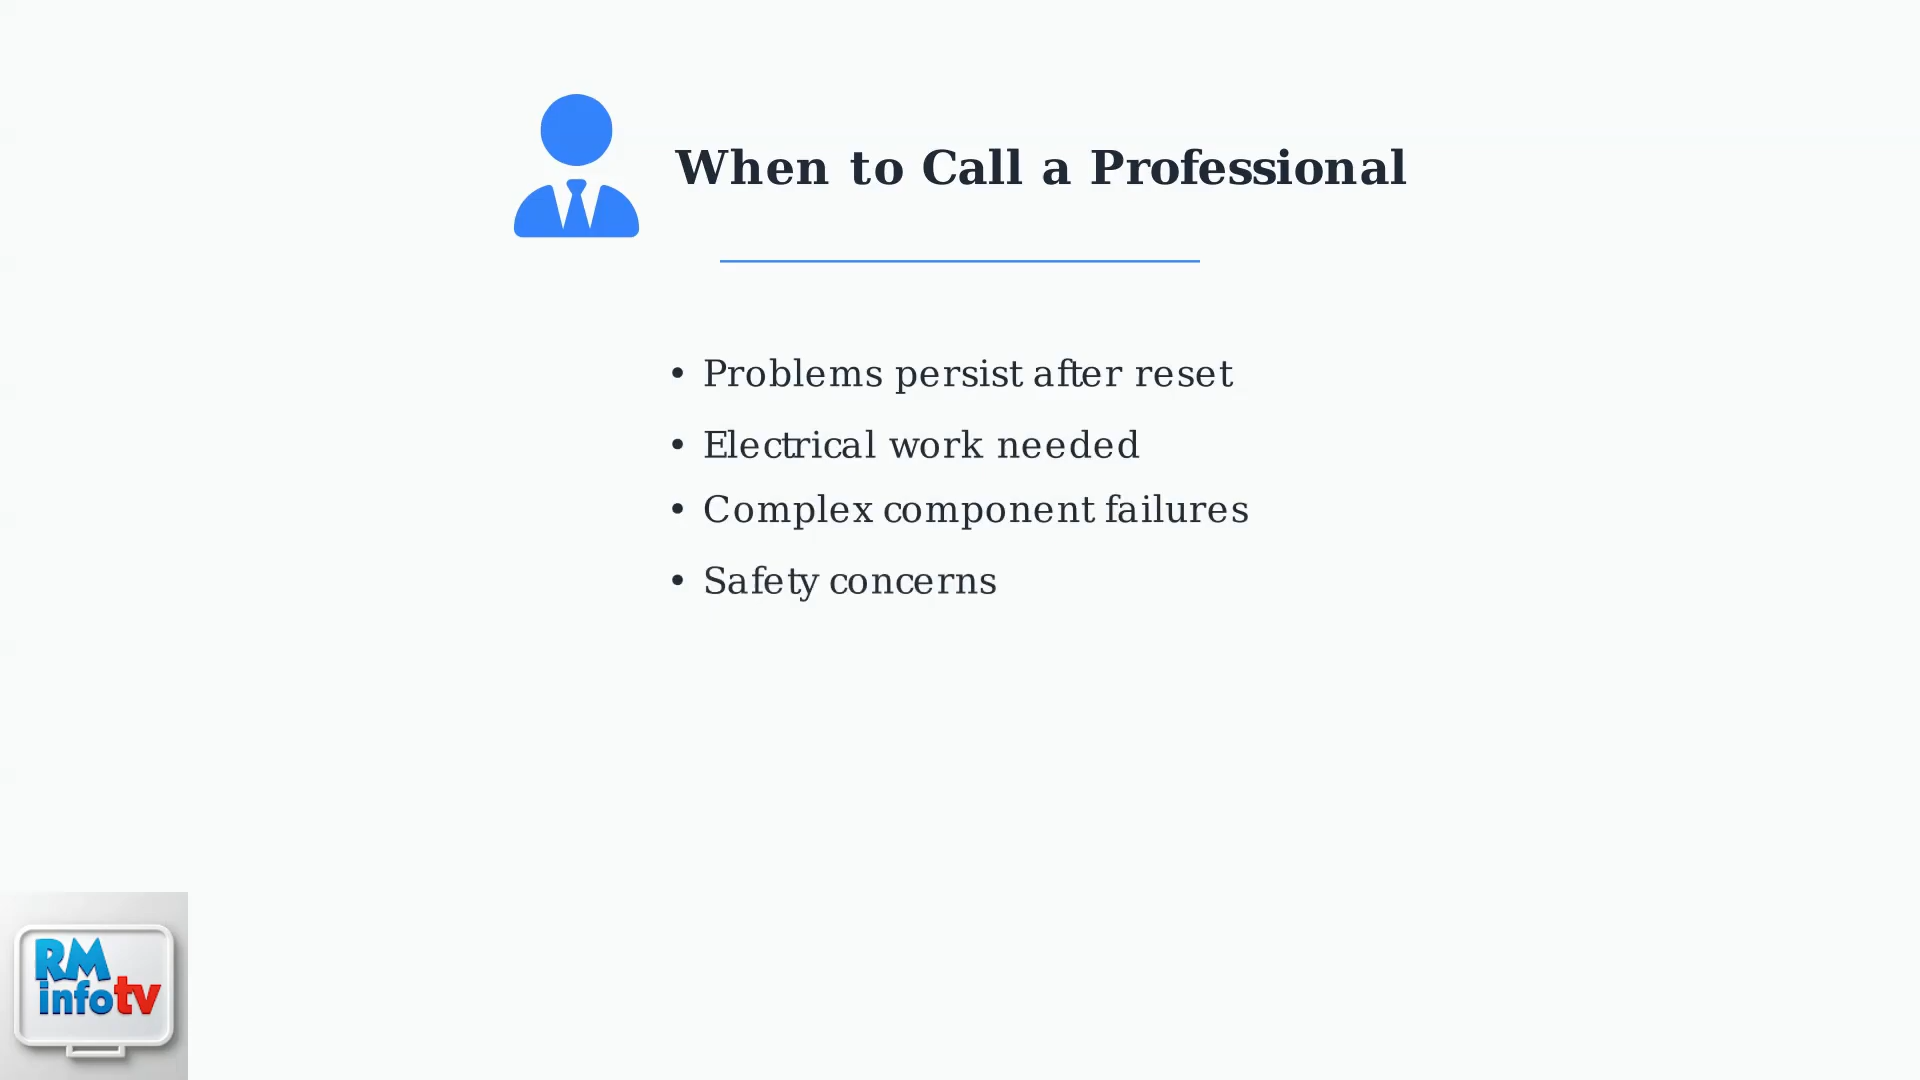 When to Call a Professional
• Problems persist after reset
• Electrical work needed
• Complex component failures
• Safety concerns
RM
infotv